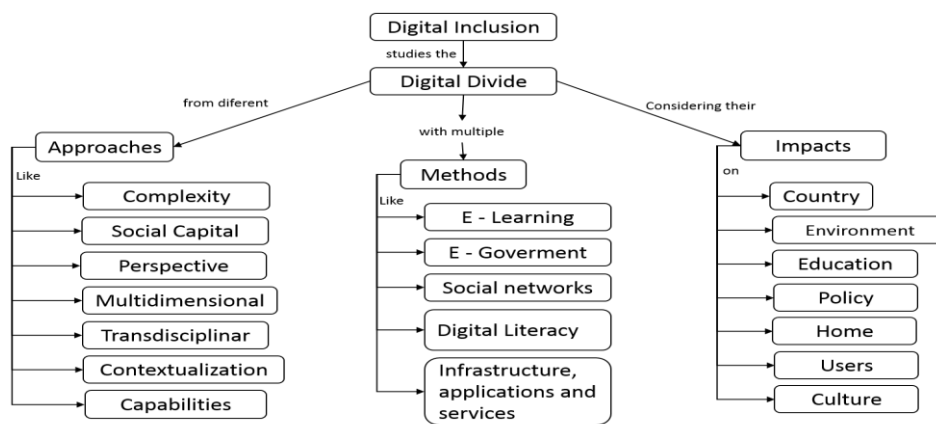 Digital Inclusion
studies the
Digital Divide
from diferent
with multiple
Considering their
Approaches
Like
Complexity
Social Capital
Perspective
Multidimensional
Transdisciplinar
Contextualization
Capabilities
Methods
Like
E - Learning
E - Goverment
Social networks
Digital Literacy
Infrastructure,
applications and
services
Impacts
on
Country
Environment
Education
Policy
Home
Users
Culture